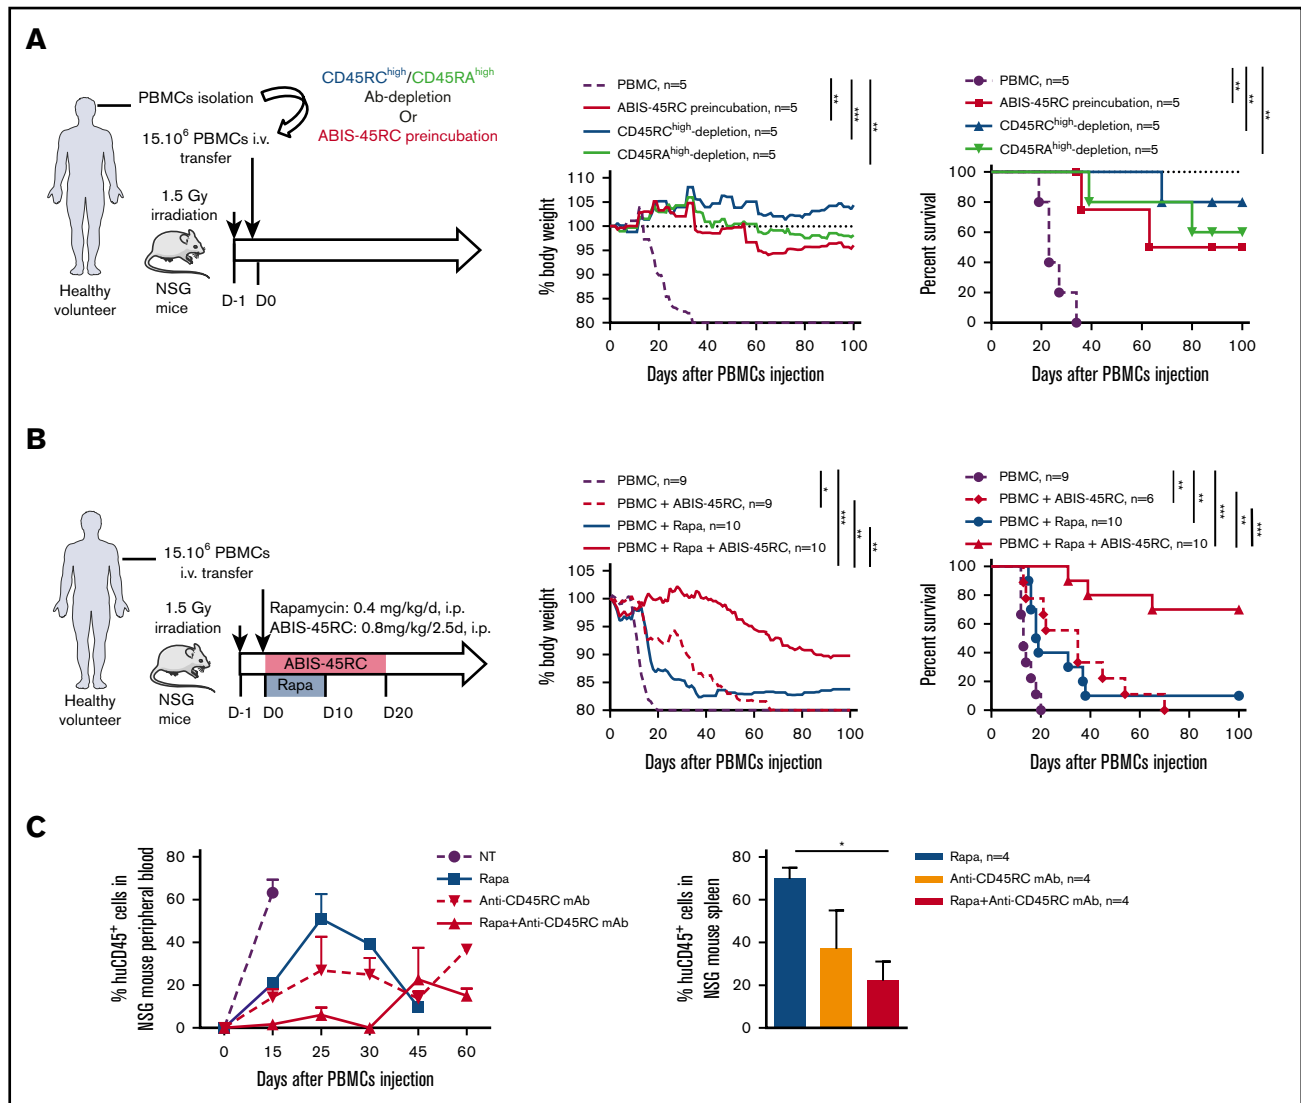 A
PBMCs isolation
15.10⁶ PBMCs i.v.
transfer
CD45RC^high/CD45RA^high
Ab-depletion
Or
ABIS-45RC preincubation
1.5 Gy
irradiation
Healthy
volunteer
NSG
mice
D-1
D0
PBMC, n=5
ABIS-45RC preincubation, n=5
CD45RC^high-depletion, n=5
CD45RA^high-depletion, n=5
**
***
**
110
105
100
95
90
85
80
% body weight
0
20
40
60
80
100
Days after PBMCs injection
PBMC, n=5
ABIS-45RC preincubation, n=5
CD45RC^high-depletion, n=5
CD45RA^high-depletion, n=5
**
**
**
100
80
60
40
20
0
Percent survival
0
20
40
60
80
100
Days after PBMCs injection
B
15.10⁶ PBMCs
i.v. transfer
1.5 Gy
irradiation
Rapamycin: 0.4 mg/kg/d, i.p.
ABIS-45RC: 0.8mg/kg/2.5d, i.p.
ABIS-45RC
Rapa
Healthy
volunteer
NSG
mice
D-1
D0
D10
D20
PBMC, n=9
PBMC + ABIS-45RC, n=9
PBMC + Rapa, n=10
PBMC + Rapa + ABIS-45RC, n=10
*
***
**
**
105
100
95
90
85
80
% body weight
0
20
40
60
80
100
Days after PBMCs injection
PBMC, n=9
PBMC + ABIS-45RC, n=6
PBMC + Rapa, n=10
PBMC + Rapa + ABIS-45RC, n=10
**
**
***
**
***
100
80
60
40
20
0
Percent survival
0
20
40
60
80
100
Days after PBMCs injection
C
80
60
40
20
0
% huCD45⁺ cells in
NSG mouse peripheral blood
0
15
25
30
45
60
Days after PBMCs injection
NT
Rapa
Anti-CD45RC mAb
Rapa+Anti-CD45RC mAb
80
60
40
20
0
% huCD45⁺ cells in
NSG mouse spleen
*
Rapa, n=4
Anti-CD45RC mAb, n=4
Rapa+Anti-CD45RC mAb, n=4